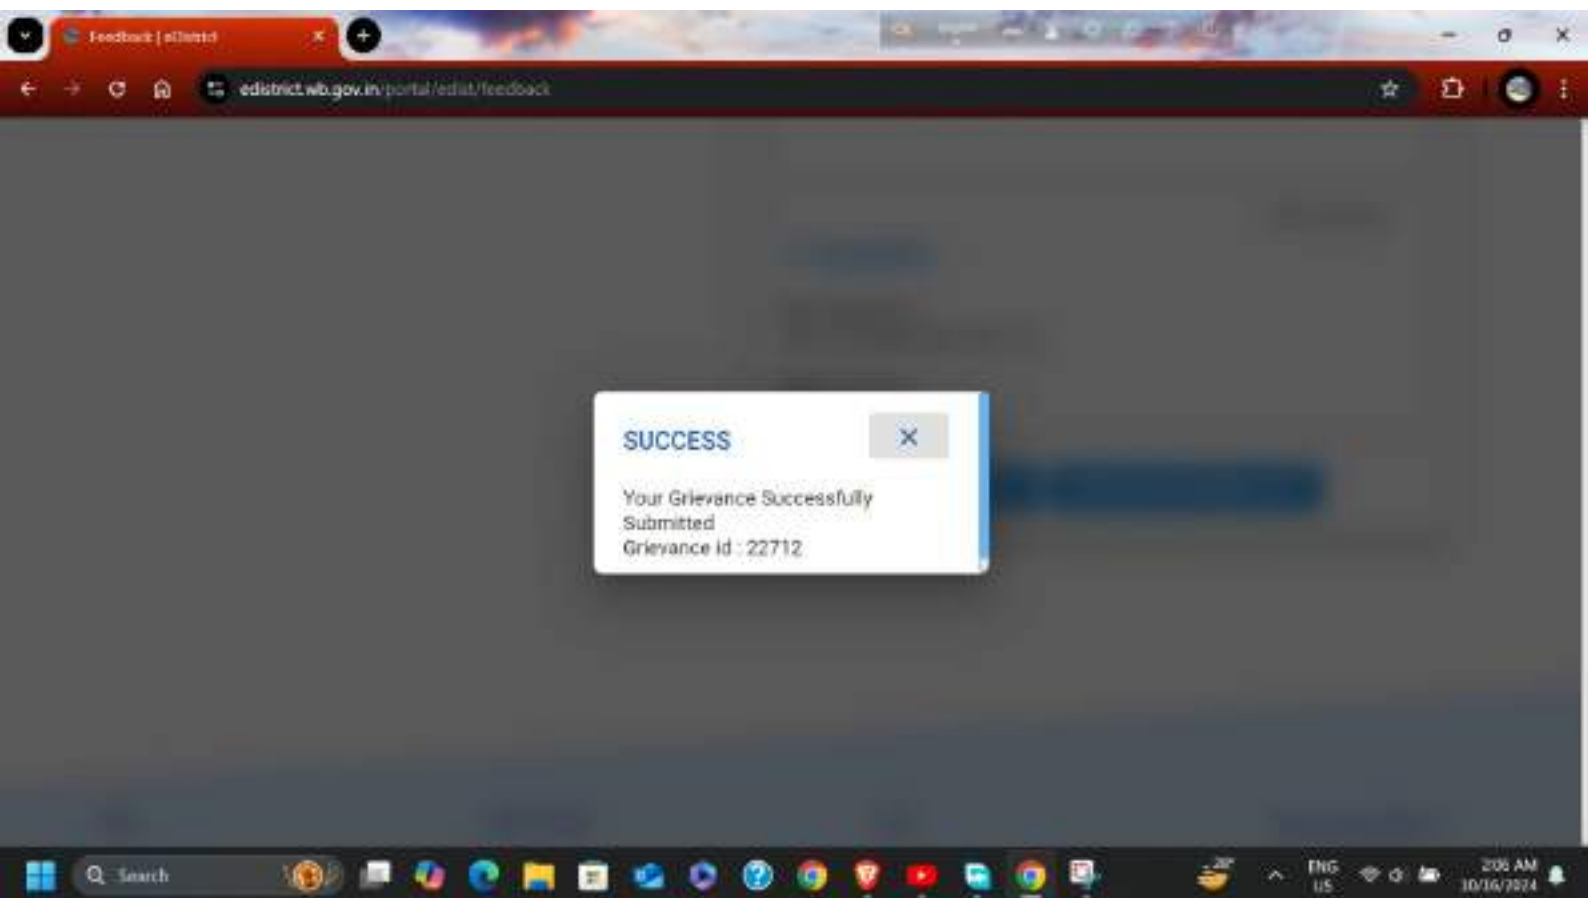 Feedback | eDistrict
edistrict.wb.gov.in/portal/edist/feedback
SUCCESS
Your Grievance Successfully
Submitted
Grievance id : 22712
Search
28°
ENG
US
2:06 AM
10/16/2024